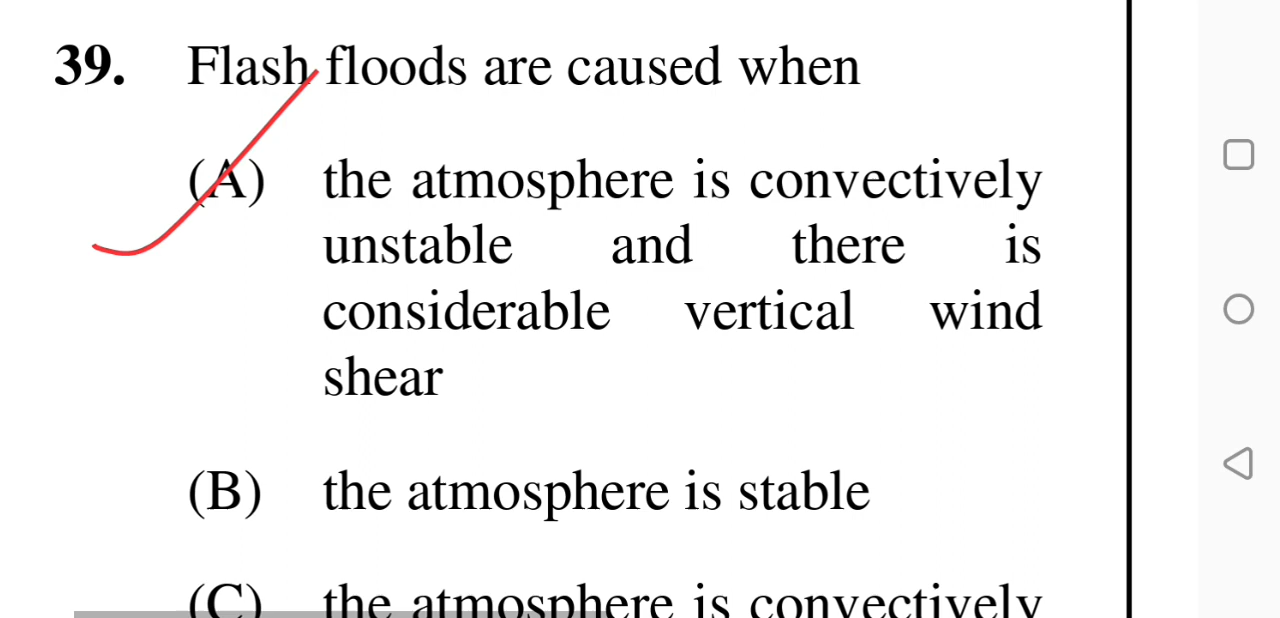 39. Flash floods are caused when
(A) the atmosphere is convectively
unstable and there is
considerable vertical wind
shear
(B) the atmosphere is stable
(C) the atmosphere is convectively